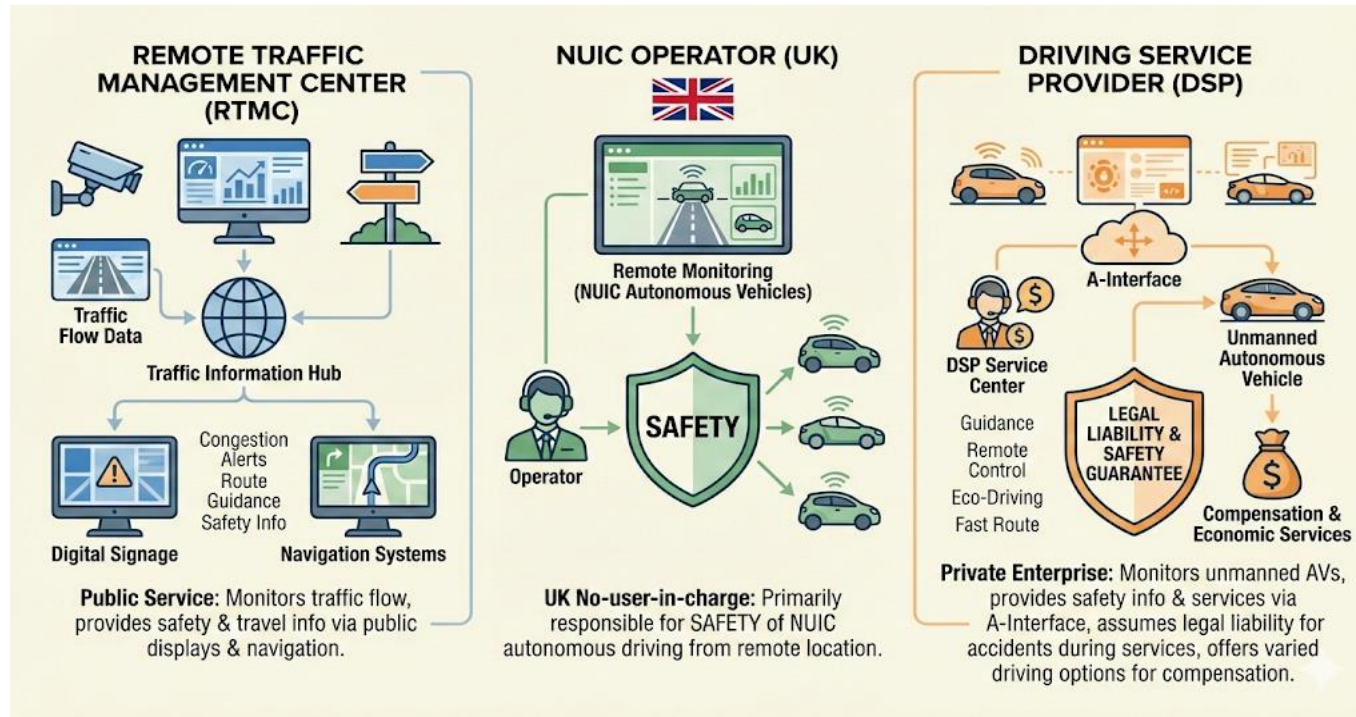 REMOTE TRAFFIC
MANAGEMENT CENTER
(RTMC)
Traffic
Flow Data
Traffic Information Hub
Congestion
Alerts
Route
Guidance
Safety Info
Digital Signage
Navigation Systems
Public Service: Monitors traffic flow,
provides safety & travel info via public
displays & navigation.
NUIC OPERATOR (UK)
Remote Monitoring
(NUIC Autonomous Vehicles)
SAFETY
Operator
UK No-user-in-charge: Primarily
responsible for SAFETY of NUIC
autonomous driving from remote location.
DRIVING SERVICE
PROVIDER (DSP)
</>
A-Interface
$
$
DSP Service
Center
Unmanned
Autonomous
Vehicle
Guidance
Remote
Control
Eco-Driving
Fast Route
LEGAL
LIABILITY &
SAFETY
GUARANTEE
$
Compensation &
Economic Services
Private Enterprise: Monitors unmanned AVs,
provides safety info & services via
A-Interface, assumes legal liability for
accidents during services, offers varied
driving options for compensation.